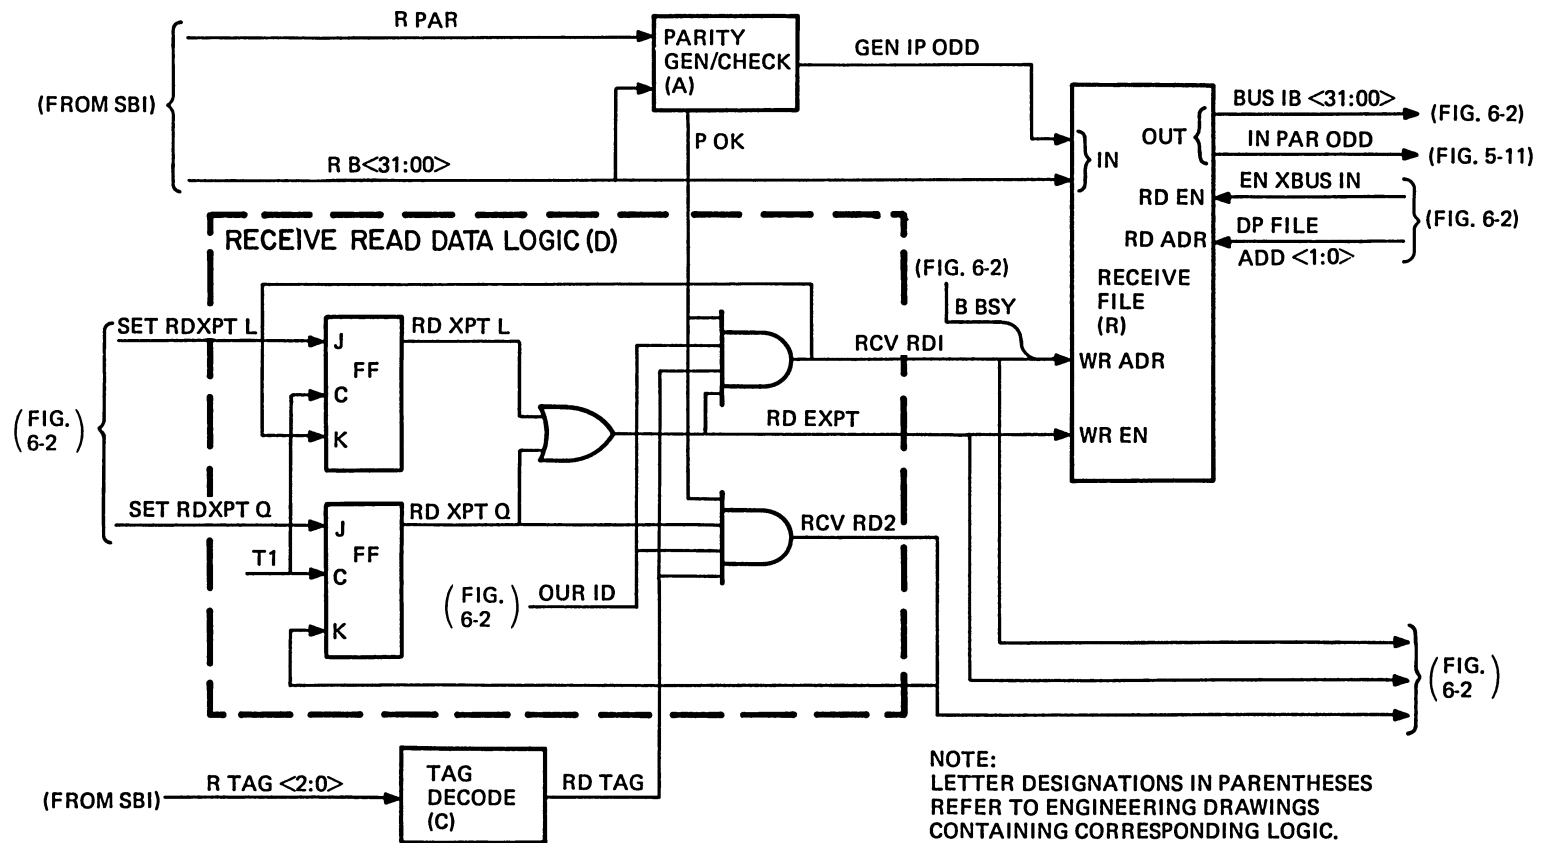 R PAR
(FROM SBI)
PARITY
GEN/CHECK
(A)
GEN IP ODD
P OK
R B<31:00>
IN
OUT
BUS IB <31:00>
(FIG. 6-2)
IN PAR ODD
(FIG. 5-11)
RD EN
EN XBUS IN
RD ADR
DP FILE
ADD <1:0>
(FIG. 6-2)
RECEIVE
FILE
(R)
WR ADR
WR EN
RECEIVE READ DATA LOGIC (D)
(FIG. 6-2)
B BSY
SET RDXPT L
J
FF
C
K
RD XPT L
RCV RD1
RD EXPT
(FIG.
6-2)
SET RDXPT Q
J
FF
C
K
T1
RD XPT Q
RCV RD2
(FIG.
6-2)
OUR ID
(FIG.
6-2)
(FROM SBI)
R TAG <2:0>
TAG
DECODE
(C)
RD TAG
NOTE:
LETTER DESIGNATIONS IN PARENTHESES
REFER TO ENGINEERING DRAWINGS
CONTAINING CORRESPONDING LOGIC.